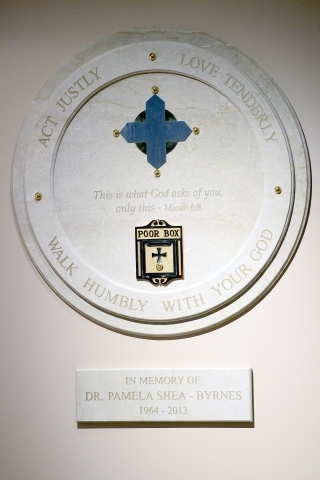 ACT JUSTLY
LOVE TENDERLY
This is what God asks of you,
only this - Micah 6:8
POOR BOX
WALK HUMBLY WITH YOUR GOD
IN MEMORY OF
DR. PAMELA SHEA - BYRNES
1964 - 2013